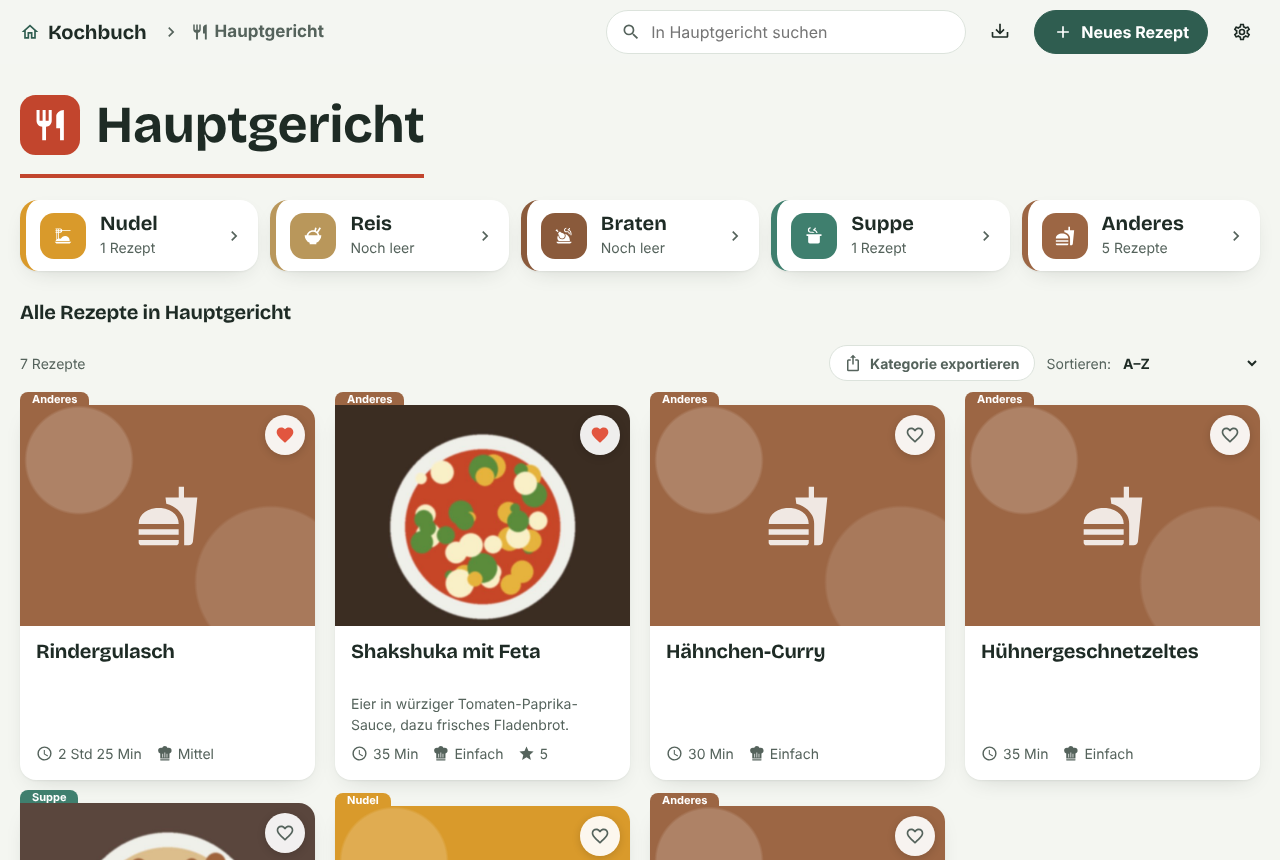 Kochbuch
Hauptgericht
In Hauptgericht suchen
Neues Rezept
Hauptgericht
Nudel
1 Rezept
Reis
Noch leer
Braten
Noch leer
Suppe
1 Rezept
Anderes
5 Rezepte
Alle Rezepte in Hauptgericht
7 Rezepte
Kategorie exportieren
Sortieren:
A–Z
Anderes
Rindergulasch
2 Std 25 Min
Mittel
Anderes
Shakshuka mit Feta
Eier in würziger Tomaten-Paprika-
Sauce, dazu frisches Fladenbrot.
35 Min
Einfach
5
Anderes
Hähnchen-Curry
30 Min
Einfach
Anderes
Hühnergeschnetzeltes
35 Min
Einfach
Suppe
Nudel
Anderes